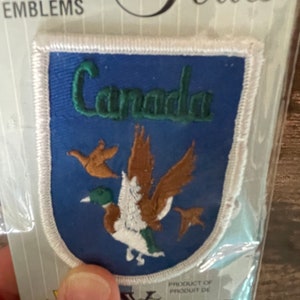 EMBLEMS
Canada
PRODUCT OF
PRODUIT DE